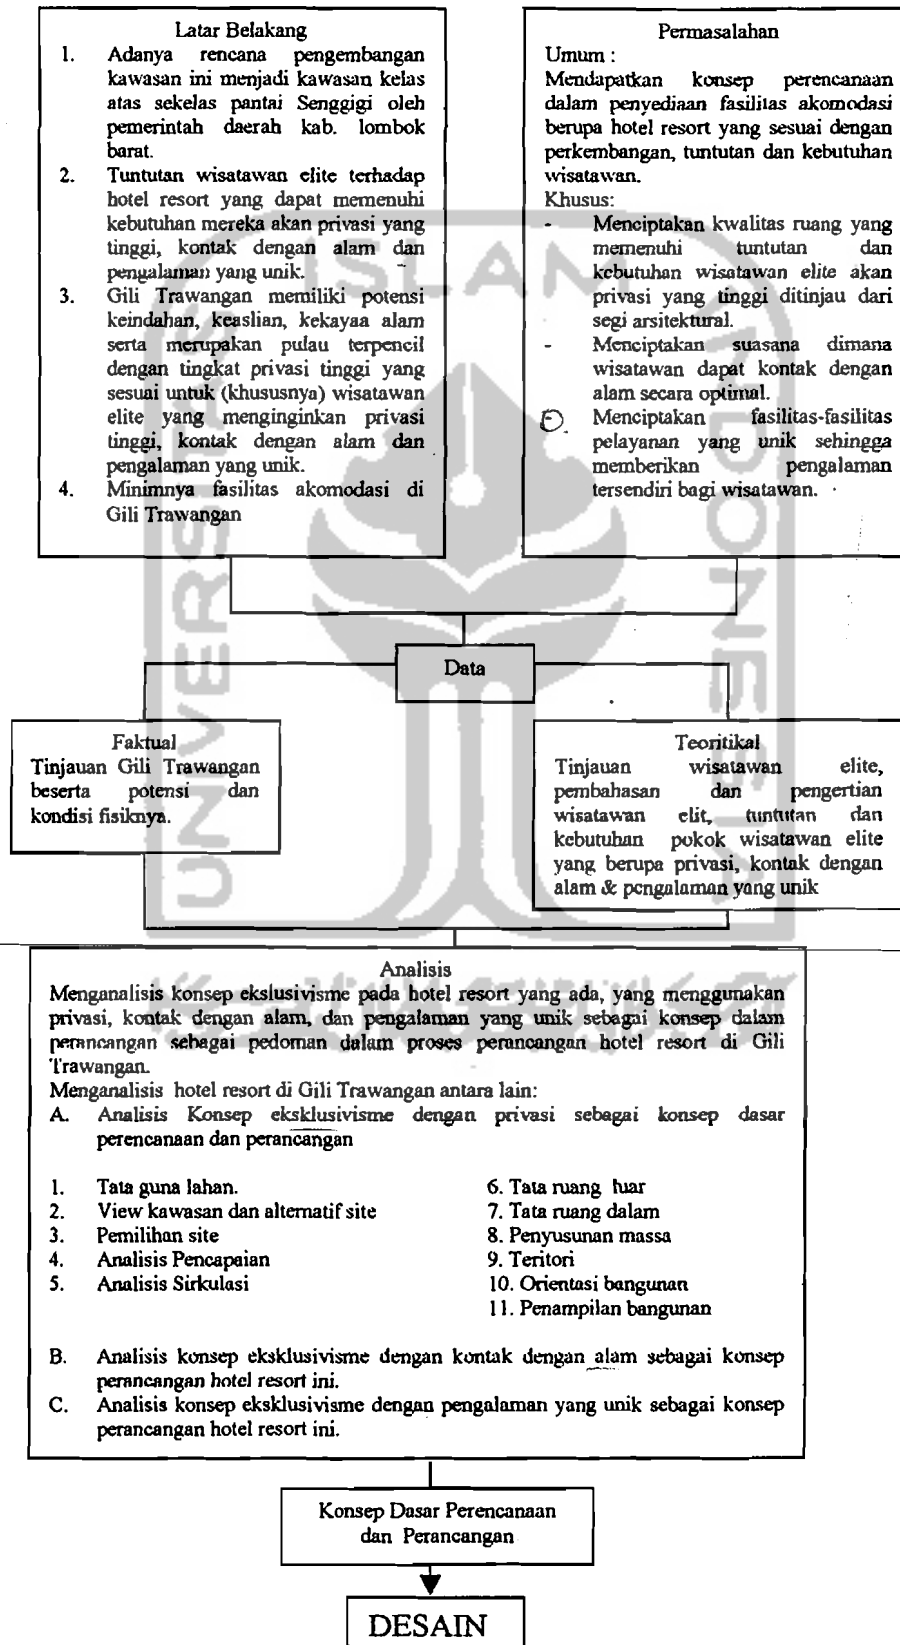 Latar Belakang
1. Adanya rencana pengembangan
kawasan ini menjadi kawasan kelas
atas sekelas pantai Senggigi oleh
pemerintah daerah kab. lombok
barat.
2. Tuntutan wisatawan elite terhadap
hotel resort yang dapat memenuhi
kebutuhan mereka akan privasi yang
tinggi, kontak dengan alam dan
pengalaman yang unik.
3. Gili Trawangan memiliki potensi
keindahan, keaslian, kekayaa alam
serta merupakan pulau terpencil
dengan tingkat privasi tinggi yang
sesuai untuk (khususnya) wisatawan
elite yang menginginkan privasi
tinggi, kontak dengan alam dan
pengalaman yang unik.
4. Minimnya fasilitas akomodasi di
Gili Trawangan
Permasalahan
Umum :
Mendapatkan konsep perencanaan
dalam penyediaan fasilitas akomodasi
berupa hotel resort yang sesuai dengan
perkembangan, tuntutan dan kebutuhan
wisatawan.
Khusus:
- Menciptakan kwalitas ruang yang
memenuhi tuntutan dan
kebutuhan wisatawan elite akan
privasi yang tinggi ditinjau dari
segi arsitektural.
- Menciptakan suasana dimana
wisatawan dapat kontak dengan
alam secara optimal.
- Menciptakan fasilitas-fasilitas
pelayanan yang unik sehingga
memberikan pengalaman
tersendiri bagi wisatawan.
Data
Faktual
Tinjauan Gili Trawangan
beserta potensi dan
kondisi fisiknya.
Teoritikal
Tinjauan wisatawan elite,
pembahasan dan pengertian
wisatawan elit, tuntutan dan
kebutuhan pokok wisatawan elite
yang berupa privasi, kontak dengan
alam & pengalaman yang unik
Analisis
Menganalisis konsep ekslusivisme pada hotel resort yang ada, yang menggunakan
privasi, kontak dengan alam, dan pengalaman yang unik sebagai konsep dalam
perancangan sebagai pedoman dalam proses perancangan hotel resort di Gili
Trawangan.
Menganalisis hotel resort di Gili Trawangan antara lain:
A. Analisis Konsep eksklusivisme dengan privasi sebagai konsep dasar
perencanaan dan perancangan
1. Tata guna lahan.
2. View kawasan dan alternatif site
3. Pemilihan site
4. Analisis Pencapaian
5. Analisis Sirkulasi
6. Tata ruang luar
7. Tata ruang dalam
8. Penyusunan massa
9. Teritori
10. Orientasi bangunan
11. Penampilan bangunan
B. Analisis konsep eksklusivisme dengan kontak dengan alam sebagai konsep
perancangan hotel resort ini.
C. Analisis konsep eksklusivisme dengan pengalaman yang unik sebagai konsep
perancangan hotel resort ini.
Konsep Dasar Perencanaan
dan Perancangan
DESAIN
UNIVERSITAS ISLAM INDONESIA